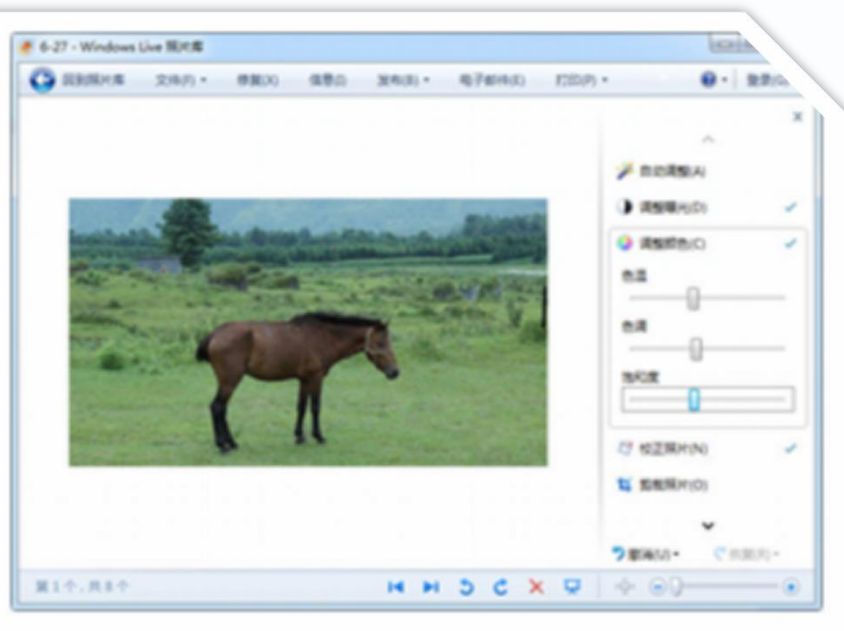 6-27 - Windows Live 照片库
回到照片库 文件(F) 修复(X) 信息(I) 发布(B) 电子邮件(E) 打印(P) 登录(G
自动调整(A)
调整曝光(D)
调整颜色(C)
色温
色调
饱和度
校正照片(N)
剪裁照片(O)
撤消(U) 恢复(R)
第 1 个，共 8 个